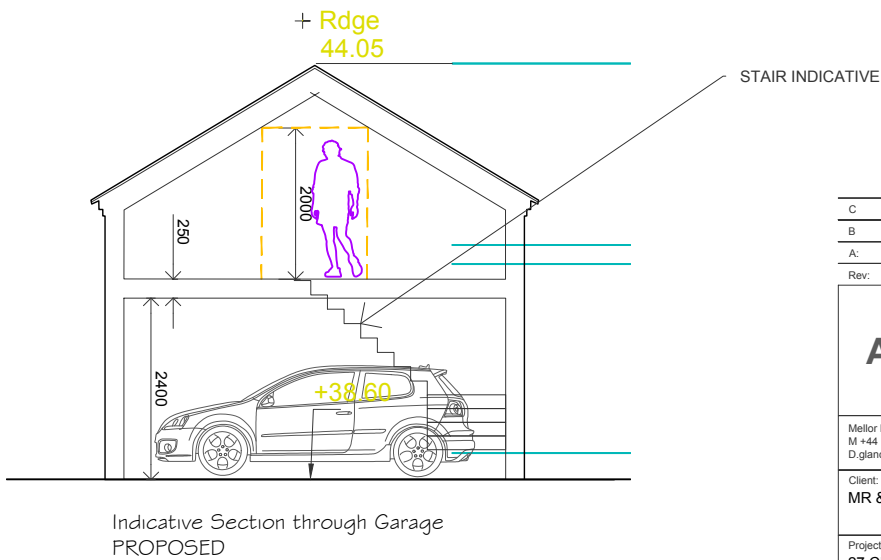 + Rdge
44.05
STAIR INDICATIVE
2000
250
2400
+38.60
Indicative Section through Garage
PROPOSED
C
B
A:
Rev:
A
Mellor
M +44
D.glanc
Client:
MR &
Project